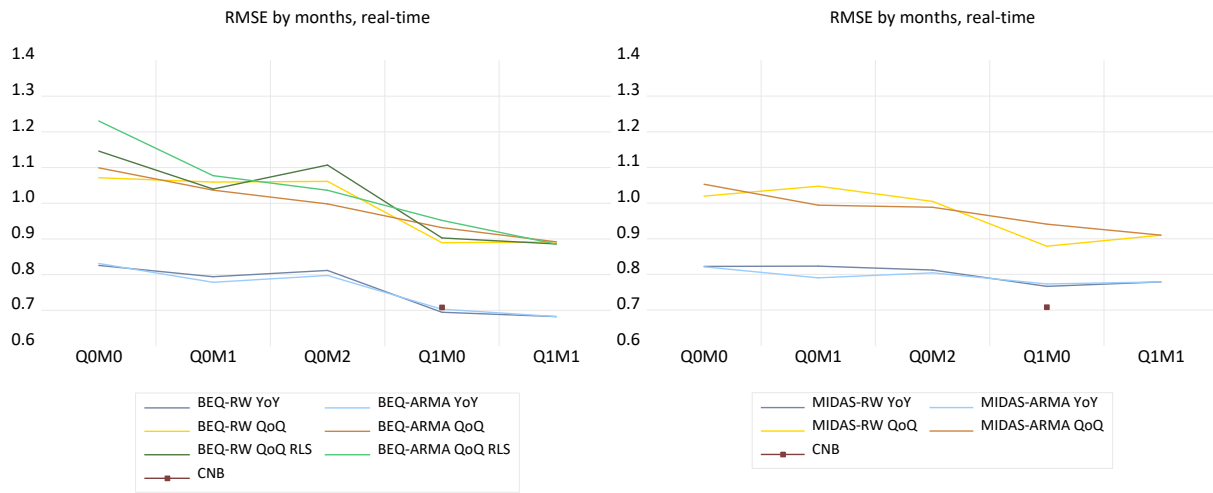 RMSE by months, real-time
1.4
1.3
1.2
1.1
1.0
0.9
0.8
0.7
0.6
Q0M0 Q0M1 Q0M2 Q1M0 Q1M1
BEQ-RW YoY BEQ-ARMA YoY
BEQ-RW QoQ BEQ-ARMA QoQ
BEQ-RW QoQ RLS BEQ-ARMA QoQ RLS
CNB
RMSE by months, real-time
1.4
1.3
1.2
1.1
1.0
0.9
0.8
0.7
0.6
Q0M0 Q0M1 Q0M2 Q1M0 Q1M1
MIDAS-RW YoY MIDAS-ARMA YoY
MIDAS-RW QoQ MIDAS-ARMA QoQ
CNB